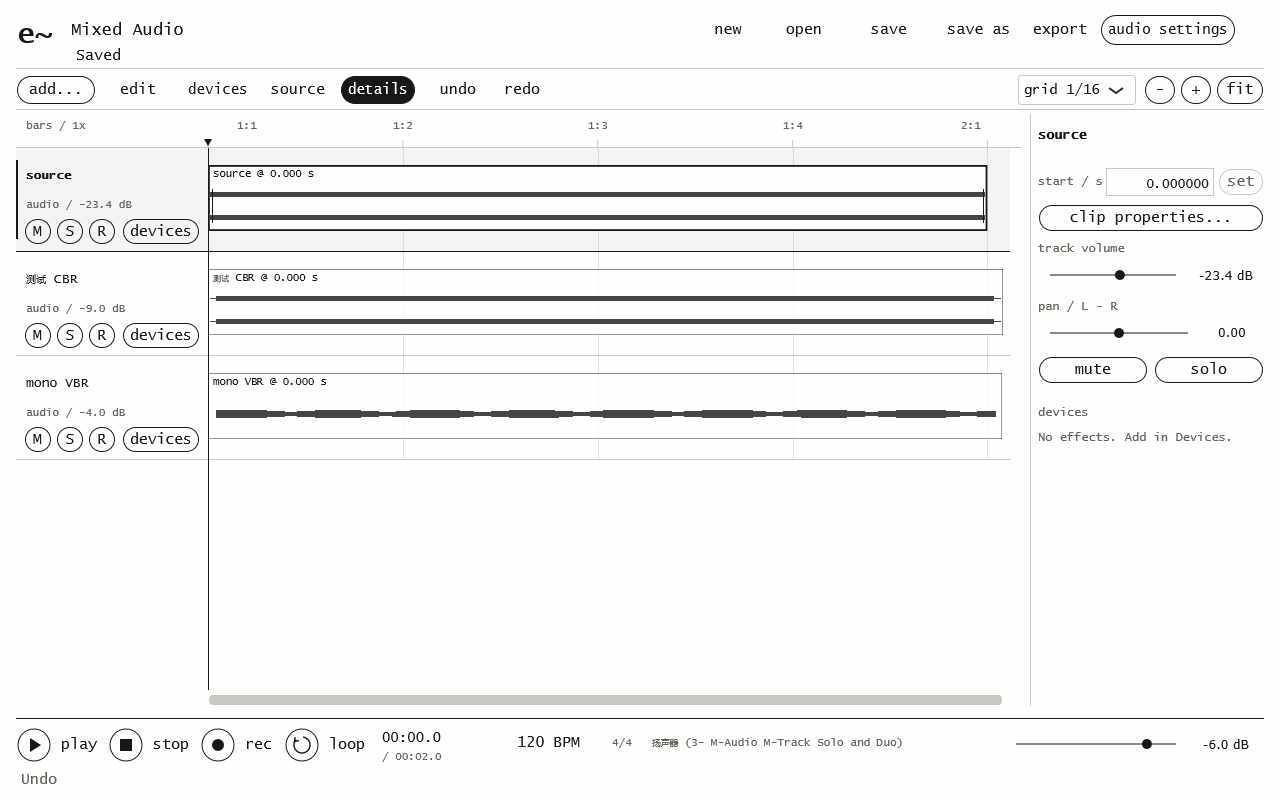 e~ Mixed Audio new open save save as export audio settings
Saved
add... edit devices source details undo redo grid 1/16 - + fit
bars / 1x 1:1 1:2 1:3 1:4 2:1
source
source @ 0.000 s
source
audio / -23.4 dB
M S R devices
start / s 0.000000 set
clip properties...
track volume
-23.4 dB
测试 CBR
测试 CBR @ 0.000 s
audio / -9.0 dB
M S R devices
pan / L - R
0.00
mute solo
mono VBR
mono VBR @ 0.000 s
audio / -4.0 dB
M S R devices
devices
No effects. Add in Devices.
play stop rec loop 00:00.0 120 BPM 4/4 扬声器 (3- M-Audio M-Track Solo and Duo) -6.0 dB
/ 00:02.0
Undo